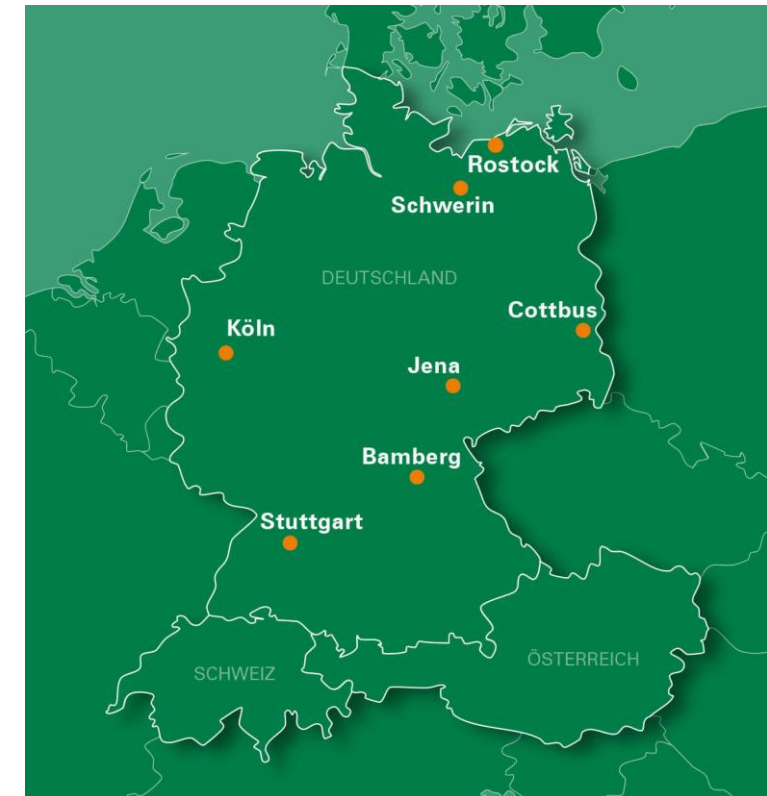 Rostock
Schwerin
DEUTSCHLAND
Cottbus
Köln
Jena
Bamberg
Stuttgart
ÖSTERREICH
SCHWEIZ